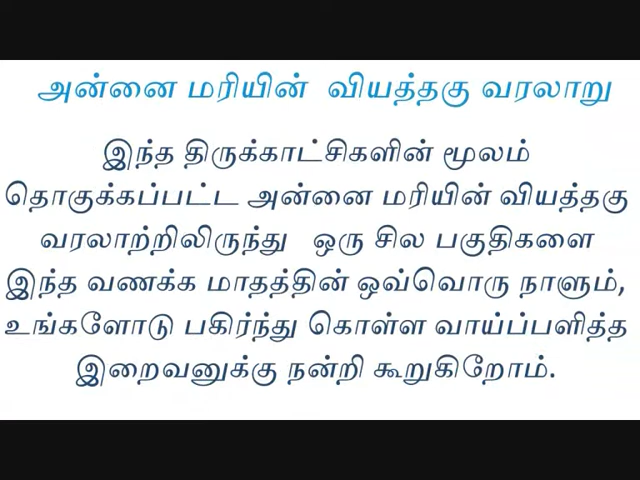 அன்னை மரியின் வியத்தகு வரலாறு
இந்த திருக்காட்சிகளின் மூலம்
தொகுக்கப்பட்ட அன்னை மரியின் வியத்தகு
வரலாற்றிலிருந்து ஒரு சில பகுதிகளை
இந்த வணக்க மாதத்தின் ஒவ்வொரு நாளும்,
உங்களோடு பகிர்ந்து கொள்ள வாய்ப்பளித்த
இறைவனுக்கு நன்றி கூறுகிறோம்.